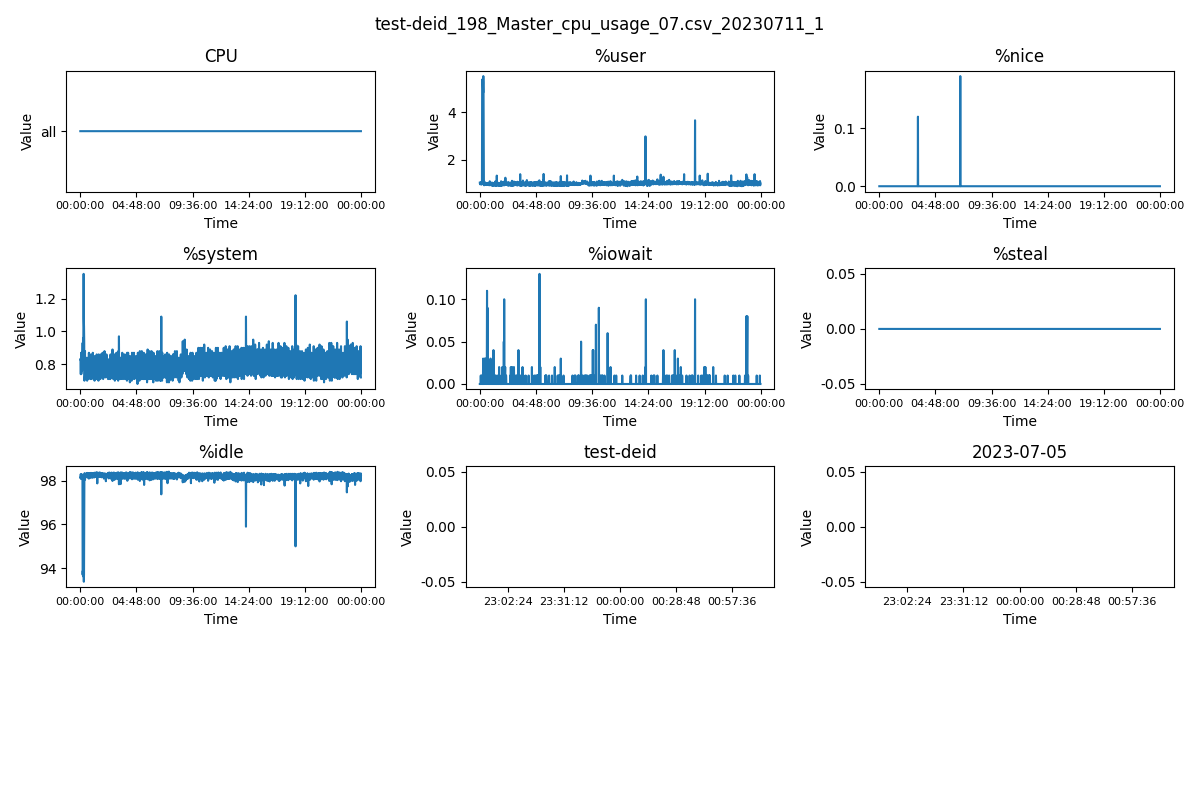 test-deid_198_Master_cpu_usage_07.csv_20230711_1
CPU
Value
all
00:00:00 04:48:00 09:36:00 14:24:00 19:12:00 00:00:00
Time
%user
Value
4
2
00:00:00 04:48:00 09:36:00 14:24:00 19:12:00 00:00:00
Time
%nice
Value
0.1
0.0
00:00:00 04:48:00 09:36:00 14:24:00 19:12:00 00:00:00
Time
%system
Value
1.2
1.0
0.8
00:00:00 04:48:00 09:36:00 14:24:00 19:12:00 00:00:00
Time
%iowait
Value
0.10
0.05
0.00
00:00:00 04:48:00 09:36:00 14:24:00 19:12:00 00:00:00
Time
%steal
Value
0.05
0.00
-0.05
00:00:00 04:48:00 09:36:00 14:24:00 19:12:00 00:00:00
Time
%idle
Value
98
96
94
00:00:00 04:48:00 09:36:00 14:24:00 19:12:00 00:00:00
Time
test-deid
Value
0.05
0.00
-0.05
23:02:24 23:31:12 00:00:00 00:28:48 00:57:36
Time
2023-07-05
Value
0.05
0.00
-0.05
23:02:24 23:31:12 00:00:00 00:28:48 00:57:36
Time